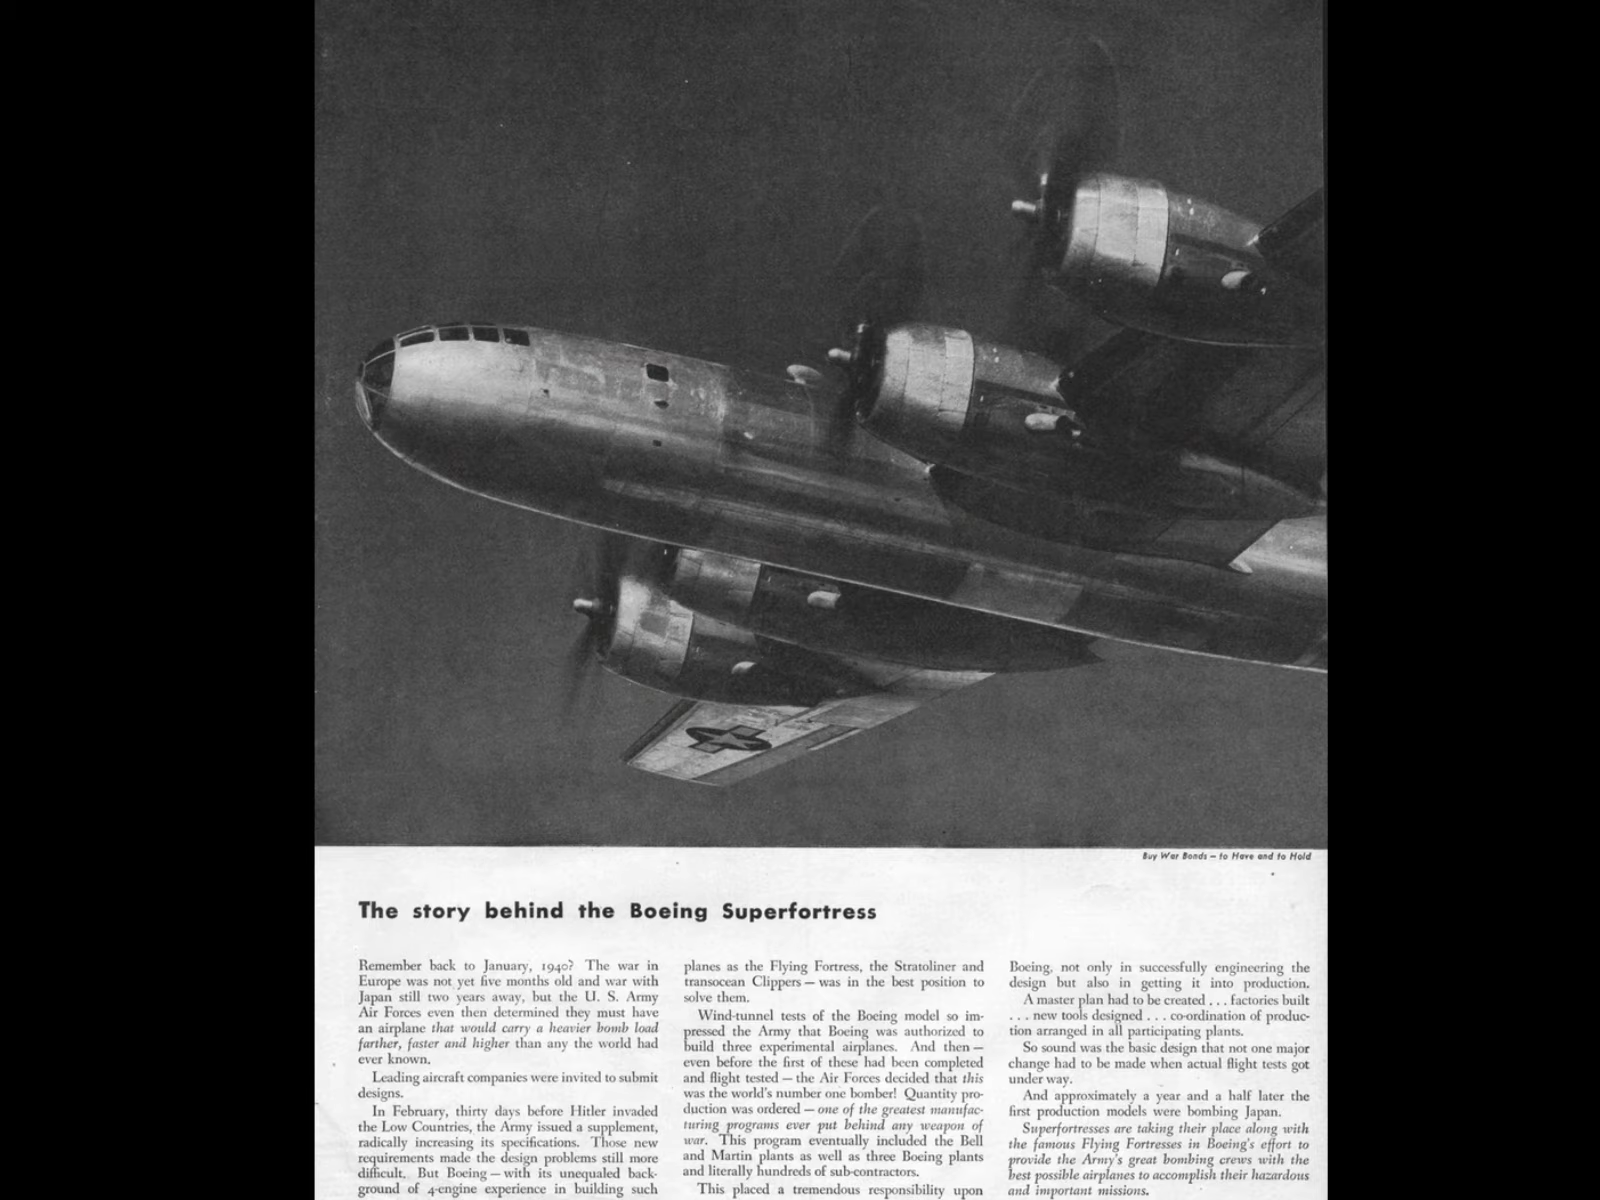 Buy War Bonds – to Have and to Hold
The story behind the Boeing Superfortress
Remember back to January, 1940? The war in
Europe was not yet five months old and war with
Japan still two years away, but the U. S. Army
Air Forces even then determined they must have
an airplane that would carry a heavier bomb load
farther, faster and higher than any the world had
ever known.
Leading aircraft companies were invited to submit
designs.
In February, thirty days before Hitler invaded
the Low Countries, the Army issued a supplement,
radically increasing its specifications. Those new
requirements made the design problems still more
difficult. But Boeing — with its unequaled back-
ground of 4-engine experience in building such
planes as the Flying Fortress, the Stratoliner and
transocean Clippers — was in the best position to
solve them.
Wind-tunnel tests of the Boeing model so im-
pressed the Army that Boeing was authorized to
build three experimental airplanes. And then —
even before the first of these had been completed
and flight tested — the Air Forces decided that this
was the world's number one bomber! Quantity pro-
duction was ordered — one of the greatest manufac-
turing programs ever put behind any weapon of
war. This program eventually included the Bell
and Martin plants as well as three Boeing plants
and literally hundreds of sub-contractors.
This placed a tremendous responsibility upon
Boeing, not only in successfully engineering the
design but also in getting it into production.
A master plan had to be created . . . factories built
. . . new tools designed . . . co-ordination of produc-
tion arranged in all participating plants.
So sound was the basic design that not one major
change had to be made when actual flight tests got
under way.
And approximately a year and a half later the
first production models were bombing Japan.
Superfortresses are taking their place along with
the famous Flying Fortresses in Boeing's effort to
provide the Army's great bombing crews with the
best possible airplanes to accomplish their hazardous
and important missions.